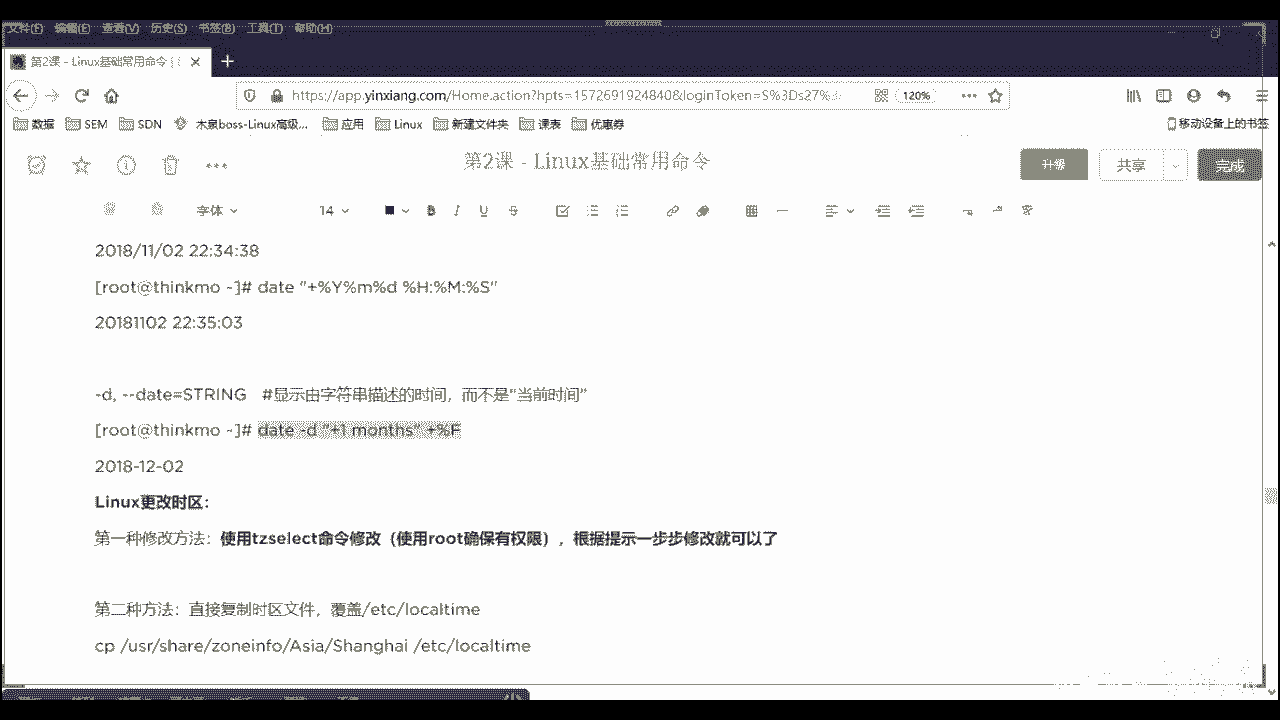 文件(F) 编辑(E) 查看(V) 历史(S) 书签(B) 工具(T) 帮助(H)
第2课 - Linux基础常用命令 |
https://app.yinxiang.com/Home.action?hpts=1572691924840&loginToken=S%3Ds27%
120%
数据 SEM SDN 木泉boss-Linux高级... 应用 Linux 新建文件夹 课表 优惠券 移动设备上的书签
第2课 - Linux基础常用命令
升级 共享 完成
字体 14 B I U S
2018/11/02 22:34:38
[root@thinkmo ~]# date "+%Y%m%d %H:%M:%S"
20181102 22:35:03
-d, --date=STRING #显示由字符串描述的时间，而不是"当前时间"
[root@thinkmo ~]# date -d "+1 months" +%F
2018-12-02
Linux更改时区：
第一种修改方法：使用tzselect命令修改（使用root确保有权限），根据提示一步步修改就可以了
第二种方法：直接复制时区文件，覆盖/etc/localtime
cp /usr/share/zoneinfo/Asia/Shanghai /etc/localtime